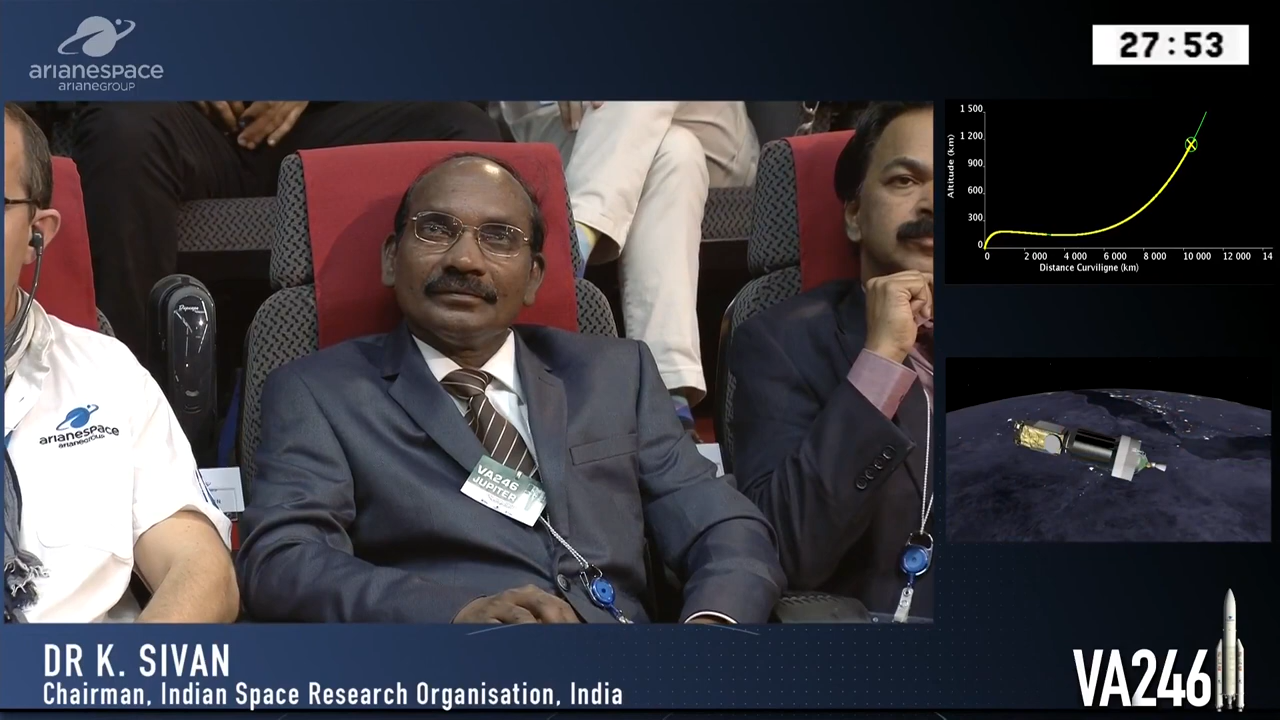 arianespace
arianeGROUP
27:53
1 500
1 200
900
600
300
0
Altitude (km)
0
2 000
4 000
6 000
8 000
10 000
12 000
14
Distance Curviligne (km)
arianespace
arianeGROUP
VA246
JUPITER
DR K. SIVAN
Chairman, Indian Space Research Organisation, India
VA246